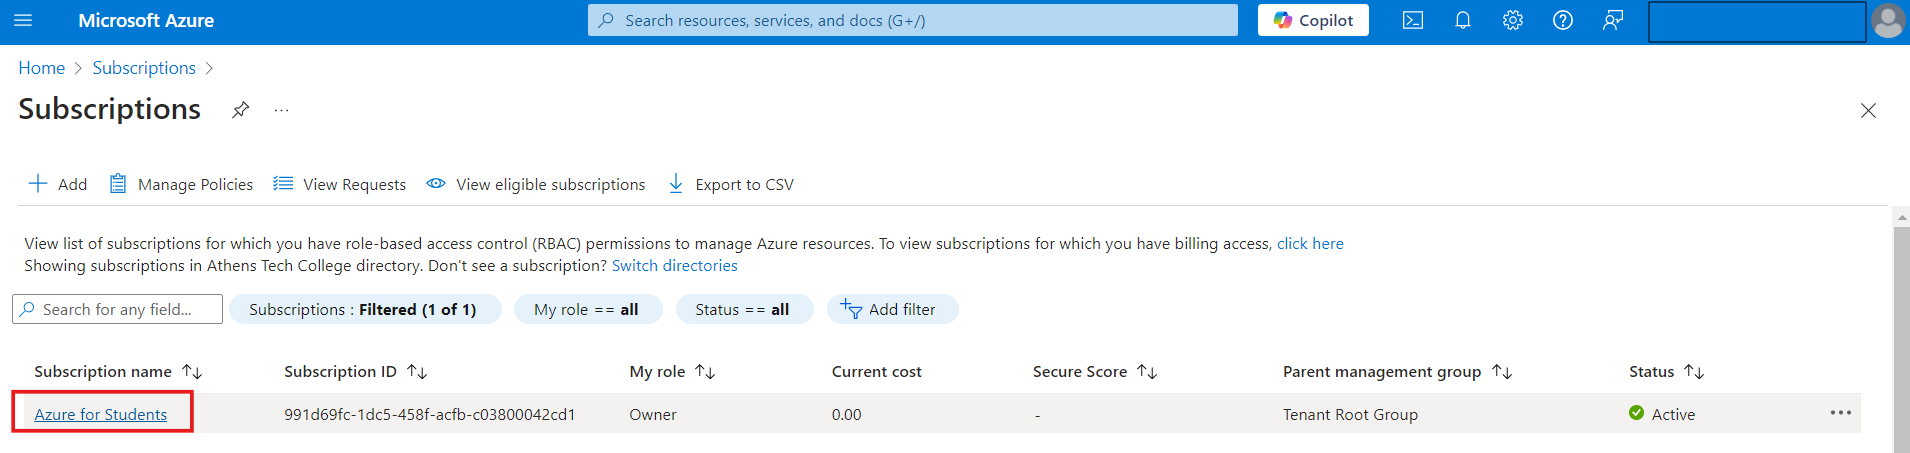 Microsoft Azure
Search resources, services, and docs (G+/)
Copilot
Home > Subscriptions >
Subscriptions
Add
Manage Policies
View Requests
View eligible subscriptions
Export to CSV
View list of subscriptions for which you have role-based access control (RBAC) permissions to manage Azure resources. To view subscriptions for which you have billing access, click here
Showing subscriptions in Athens Tech College directory. Don't see a subscription? Switch directories
Search for any field...
Subscriptions : Filtered (1 of 1)
My role == all
Status == all
Add filter
Subscription name
Subscription ID
My role
Current cost
Secure Score
Parent management group
Status
Azure for Students
991d69fc-1dc5-458f-acfb-c03800042cd1
Owner
0.00
-
Tenant Root Group
Active